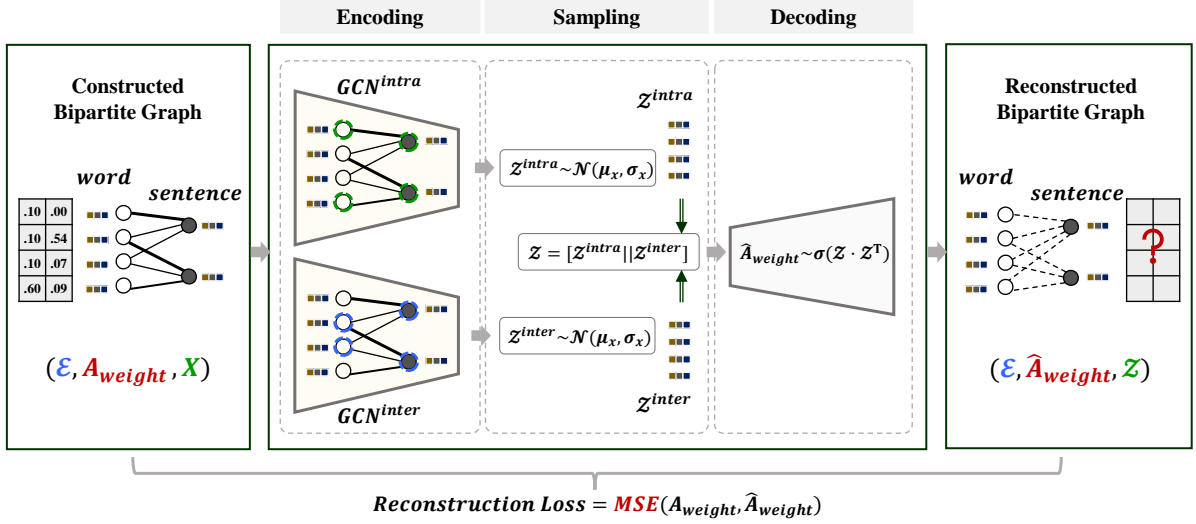 Encoding
Sampling
Decoding
Constructed
Bipartite Graph
word
sentence
.10 .00
.10 .54
.10 .07
.60 .09
(ℰ, A_weight, X)
GCN^intra
GCN^inter
𝒵^intra
𝒵^intra~𝒩(μ_x, σ_x)
𝒵 = [𝒵^intra||𝒵^inter]
𝒵^inter~𝒩(μ_x, σ_x)
𝒵^inter
Â_weight~σ(𝒵 · 𝒵^T)
Reconstructed
Bipartite Graph
word
sentence
?
(ℰ, Â_weight, 𝒵)
Reconstruction Loss = MSE(A_weight, Â_weight)